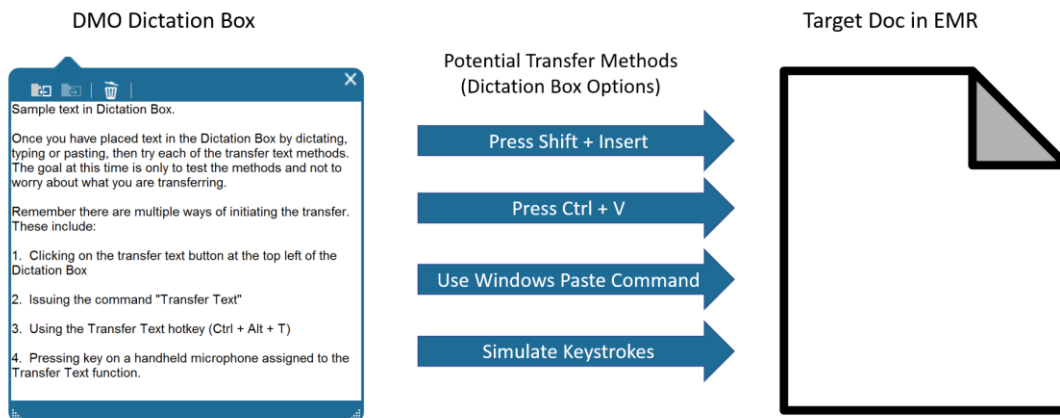 DMO Dictation Box
Target Doc in EMR
Potential Transfer Methods
(Dictation Box Options)
Sample text in Dictation Box.
Once you have placed text in the Dictation Box by dictating,
typing or pasting, then try each of the transfer text methods.
The goal at this time is only to test the methods and not to
worry about what you are transferring.
Remember there are multiple ways of initiating the transfer.
These include:
1.  Clicking on the transfer text button at the top left of the
Dictation Box
2.  Issuing the command "Transfer Text"
3.  Using the Transfer Text hotkey (Ctrl + Alt + T)
4.  Pressing key on a handheld microphone assigned to the
Transfer Text function.
Press Shift + Insert
Press Ctrl + V
Use Windows Paste Command
Simulate Keystrokes